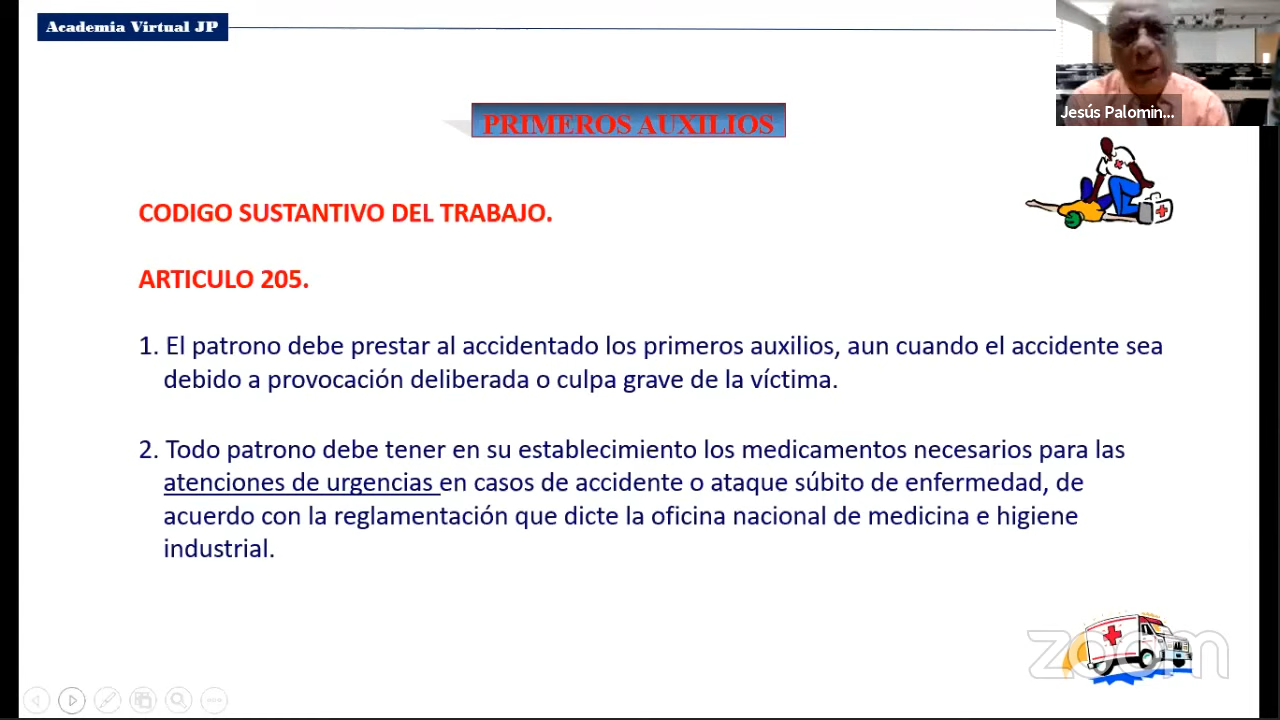 Academia Virtual JP
Jesús Palomin...
PRIMEROS AUXILIOS
CODIGO SUSTANTIVO DEL TRABAJO.
ARTICULO 205.
1. El patrono debe prestar al accidentado los primeros auxilios, aun cuando el accidente sea
debido a provocación deliberada o culpa grave de la víctima.
2. Todo patrono debe tener en su establecimiento los medicamentos necesarios para las
atenciones de urgencias en casos de accidente o ataque súbito de enfermedad, de
acuerdo con la reglamentación que dicte la oficina nacional de medicina e higiene
industrial.
zoom